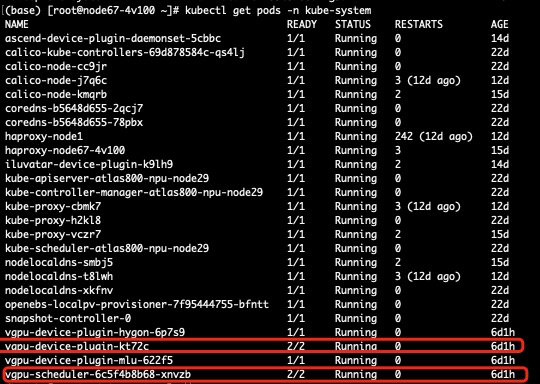 (base) [root@node67-4v100 ~]# kubectl get pods -n kube-system
NAME READY STATUS RESTARTS AGE
ascend-device-plugin-daemonset-5cbbc 1/1 Running 0 14d
calico-kube-controllers-69d878584c-qs4lj 1/1 Running 0 22d
calico-node-cc9jr 1/1 Running 0 22d
calico-node-j7q6c 1/1 Running 3 (12d ago) 12d
calico-node-kmqrb 1/1 Running 2 15d
coredns-b5648d655-2qcj7 1/1 Running 0 22d
coredns-b5648d655-78pbx 1/1 Running 0 22d
haproxy-node1 1/1 Running 242 (12d ago) 12d
haproxy-node67-4v100 1/1 Running 3 15d
iluvatar-device-plugin-k9lh9 1/1 Running 2 14d
kube-apiserver-atlas800-npu-node29 1/1 Running 0 22d
kube-controller-manager-atlas800-npu-node29 1/1 Running 0 22d
kube-proxy-cbmk7 1/1 Running 3 (12d ago) 12d
kube-proxy-h2kl8 1/1 Running 0 22d
kube-proxy-vczr7 1/1 Running 2 15d
kube-scheduler-atlas800-npu-node29 1/1 Running 0 22d
nodelocaldns-smbj5 1/1 Running 2 15d
nodelocaldns-t8lwh 1/1 Running 3 (12d ago) 12d
nodelocaldns-xkfnv 1/1 Running 0 22d
openebs-localpv-provisioner-7f95444755-bfntt 1/1 Running 0 22d
snapshot-controller-0 1/1 Running 0 22d
vgpu-device-plugin-hygon-6p7s9 1/1 Running 0 6d1h
vgpu-device-plugin-kt72c 2/2 Running 0 6d1h
vgpu-device-plugin-mlu-622f5 1/1 Running 0 6d1h
vgpu-scheduler-6c5f4b8b68-xnvzb 2/2 Running 0 6d1h